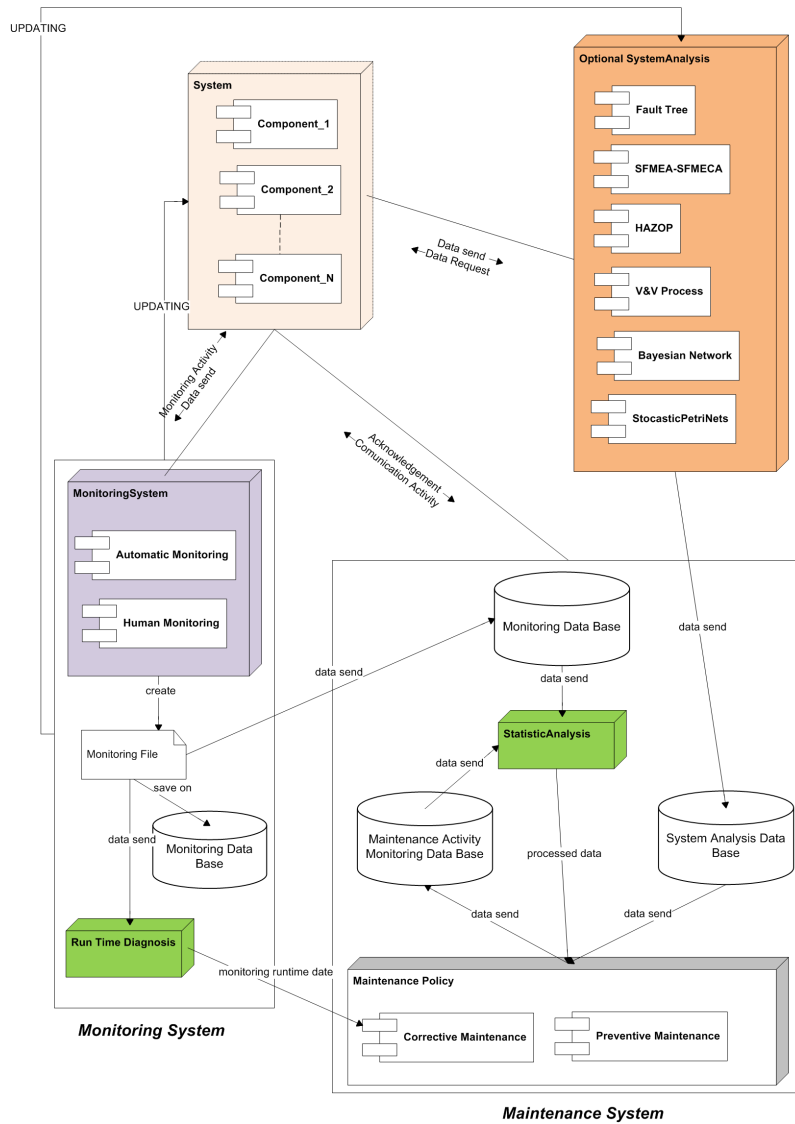 UPDATING
Optional SystemAnalysis
Fault Tree
SFMEA-SFMECA
HAZOP
V&V Process
Bayesian Network
StocasticPetriNets
System
Component_1
Component_2
Component_N
Data send
Data Request
UPDATING
Monitoring Activity
Data send
Acknowledgement
Comunication Activity
MonitoringSystem
Automatic Monitoring
Human Monitoring
create
Monitoring File
save on
data send
Monitoring Data
Base
data send
Run Time Diagnosis
monitoring runtime date
Monitoring System
Monitoring Data Base
data send
data send
StatisticAnalysis
data send
Maintenance Activity
Monitoring Data Base
processed data
System Analysis Data
Base
data send
data send
Maintenance Policy
Corrective Maintenance
Preventive Maintenance
Maintenance System